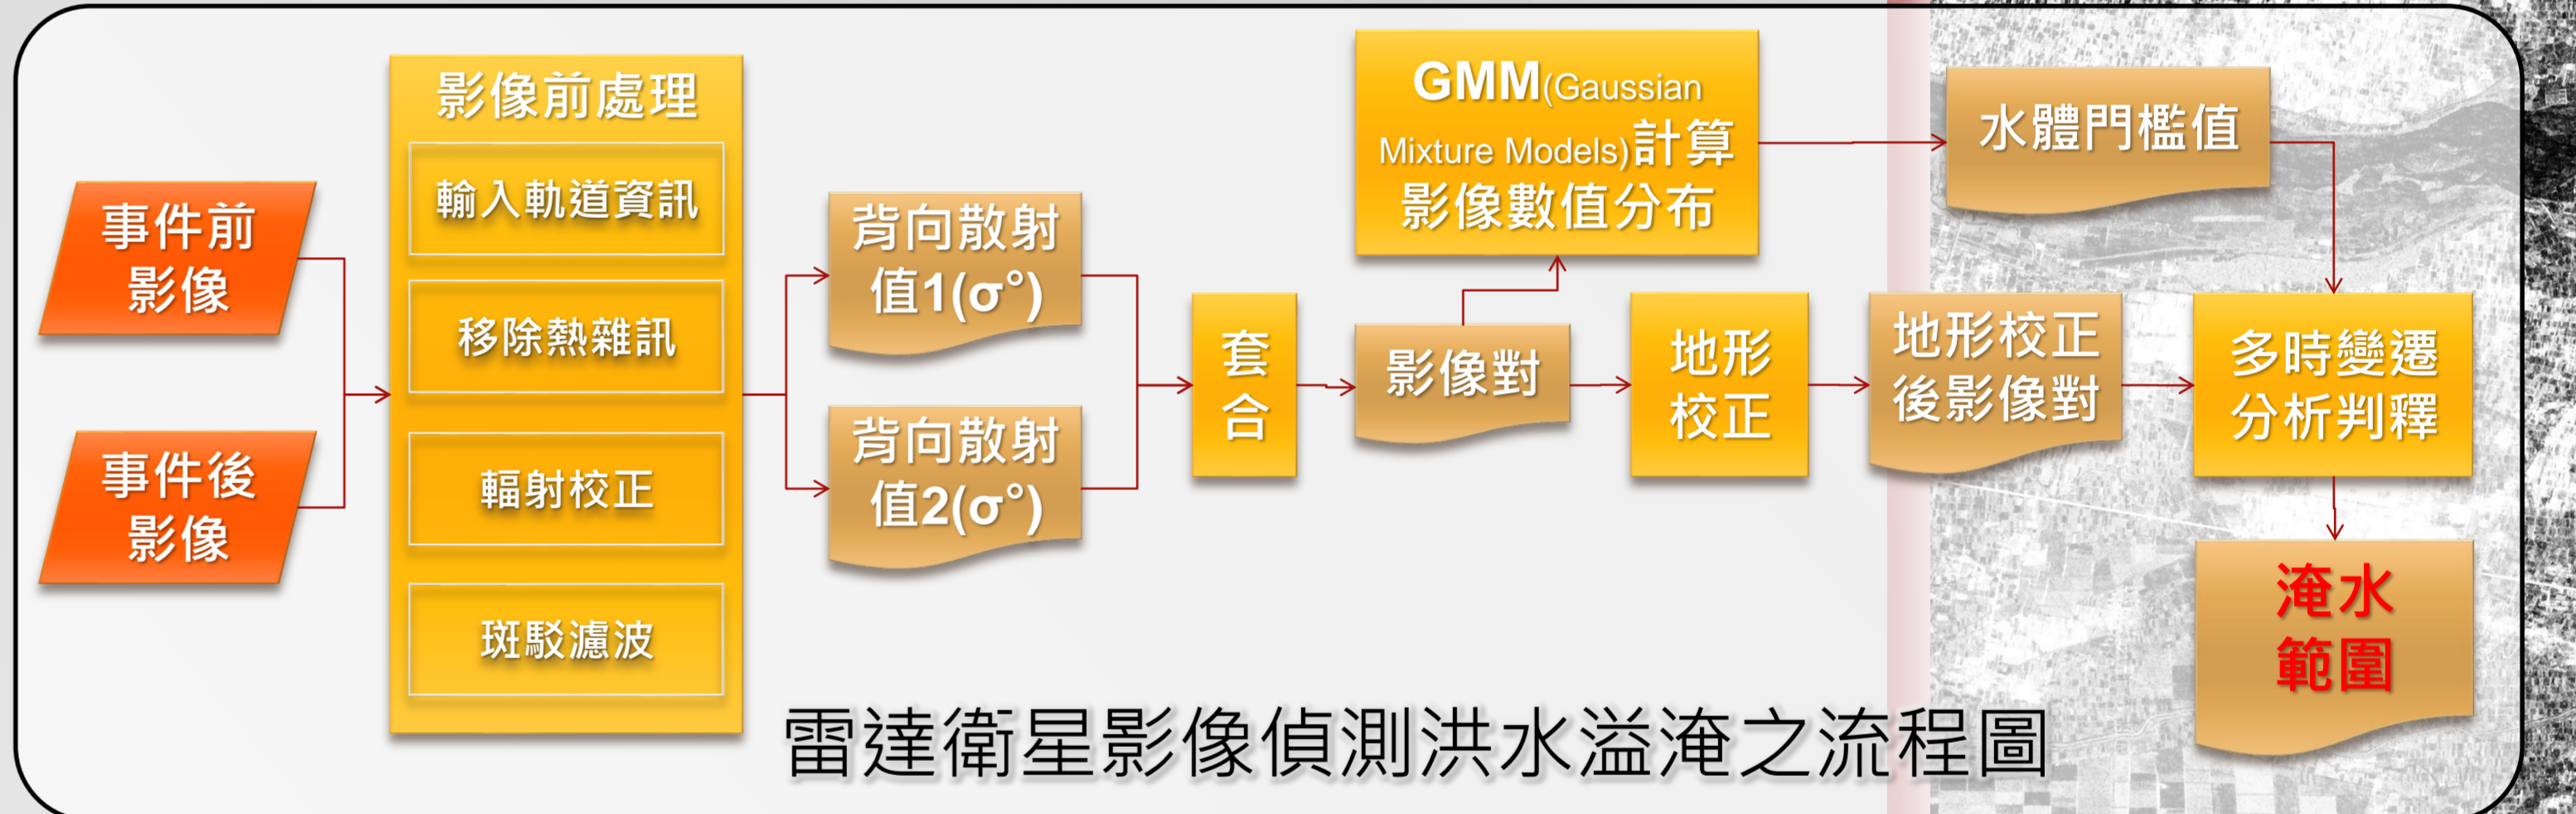 事件前
影像
事件後
影像
影像前處理
輸入軌道資訊
移除熱雜訊
輻射校正
斑駁濾波
背向散射
值1(σ°)
背向散射
值2(σ°)
套
合
影像對
GMM(Gaussian
Mixture Models)計算
影像數值分布
地形
校正
水體門檻值
地形校正
後影像對
多時變遷
分析判釋
淹水
範圍
雷達衛星影像偵測洪水溢淹之流程圖